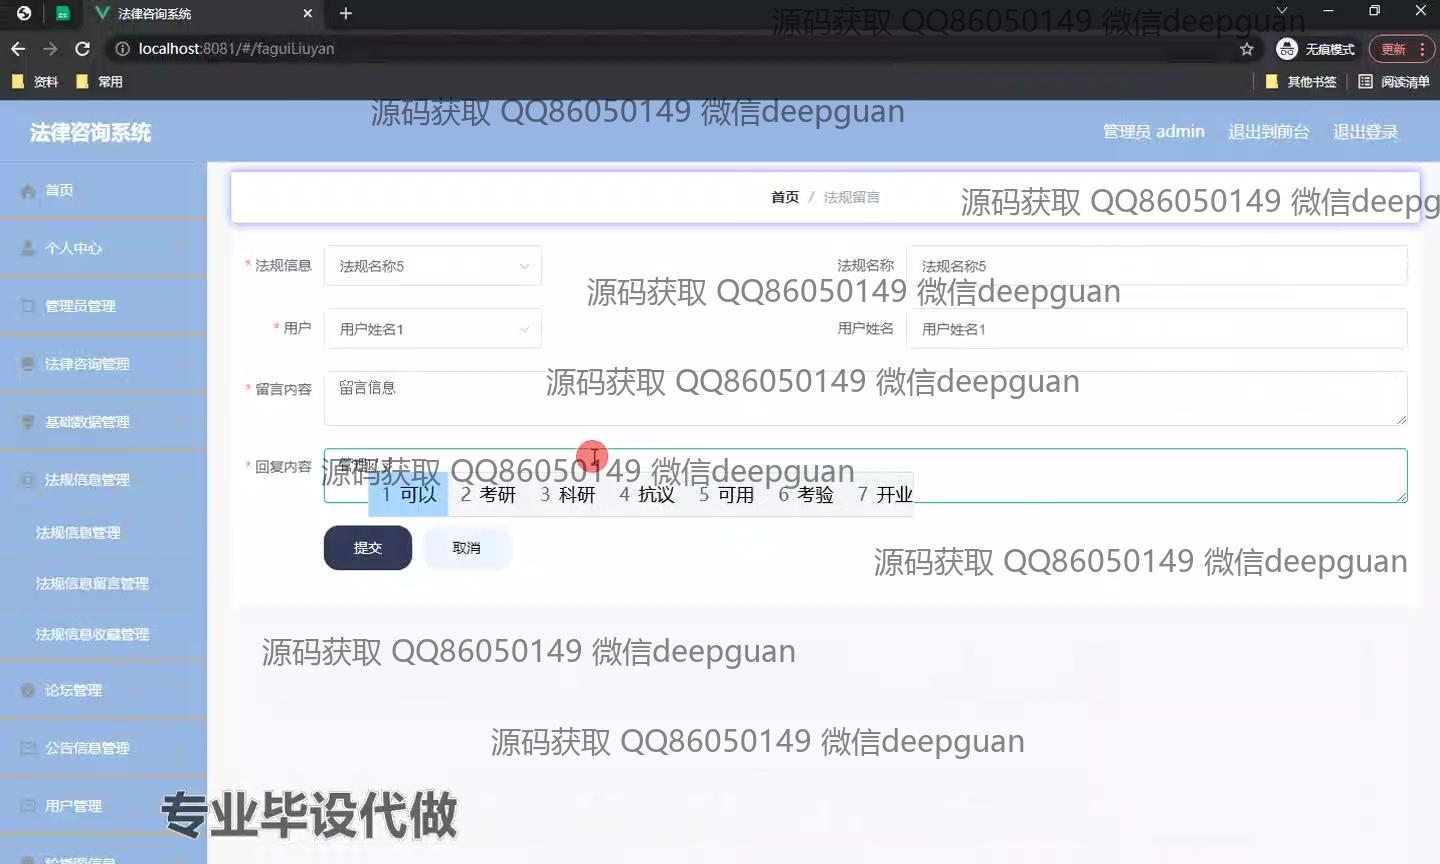 法律咨询系统
源码获取 QQ86050149 微信deepguan
localhost:8081/#/faguiLiuyan
无痕模式
更新
资料
常用
其他书签
阅读清单
源码获取 QQ86050149 微信deepguan
法律咨询系统
管理员 admin
退出到前台
退出登录
首页
首页 / 法规留言
源码获取 QQ86050149 微信deepg
个人中心
* 法规信息
法规名称5
法规名称
法规名称5
源码获取 QQ86050149 微信deepguan
管理员管理
* 用户
用户姓名1
用户姓名
用户姓名1
法律咨询管理
* 留言内容
留言信息
源码获取 QQ86050149 微信deepguan
基础数据管理
* 回复内容
源码获取 QQ86050149 微信deepguan
法规信息管理
1 可以 2 考研 3 科研 4 抗议 5 可用 6 考验 7 开业
法规信息管理
提交
取消
源码获取 QQ86050149 微信deepguan
法规信息留言管理
法规信息收藏管理
源码获取 QQ86050149 微信deepguan
论坛管理
公告信息管理
源码获取 QQ86050149 微信deepguan
用户管理
专业毕设代做
轮播图信息